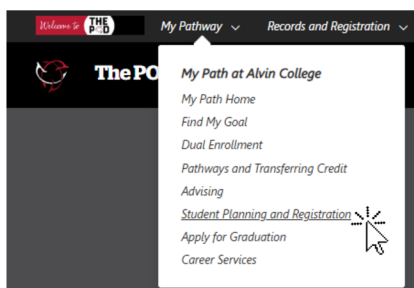 Welcome to THE POD
My Pathway
Records and Registration
The PO
My Path at Alvin College
My Path Home
Find My Goal
Dual Enrollment
Pathways and Transferring Credit
Advising
Student Planning and Registration
Apply for Graduation
Career Services